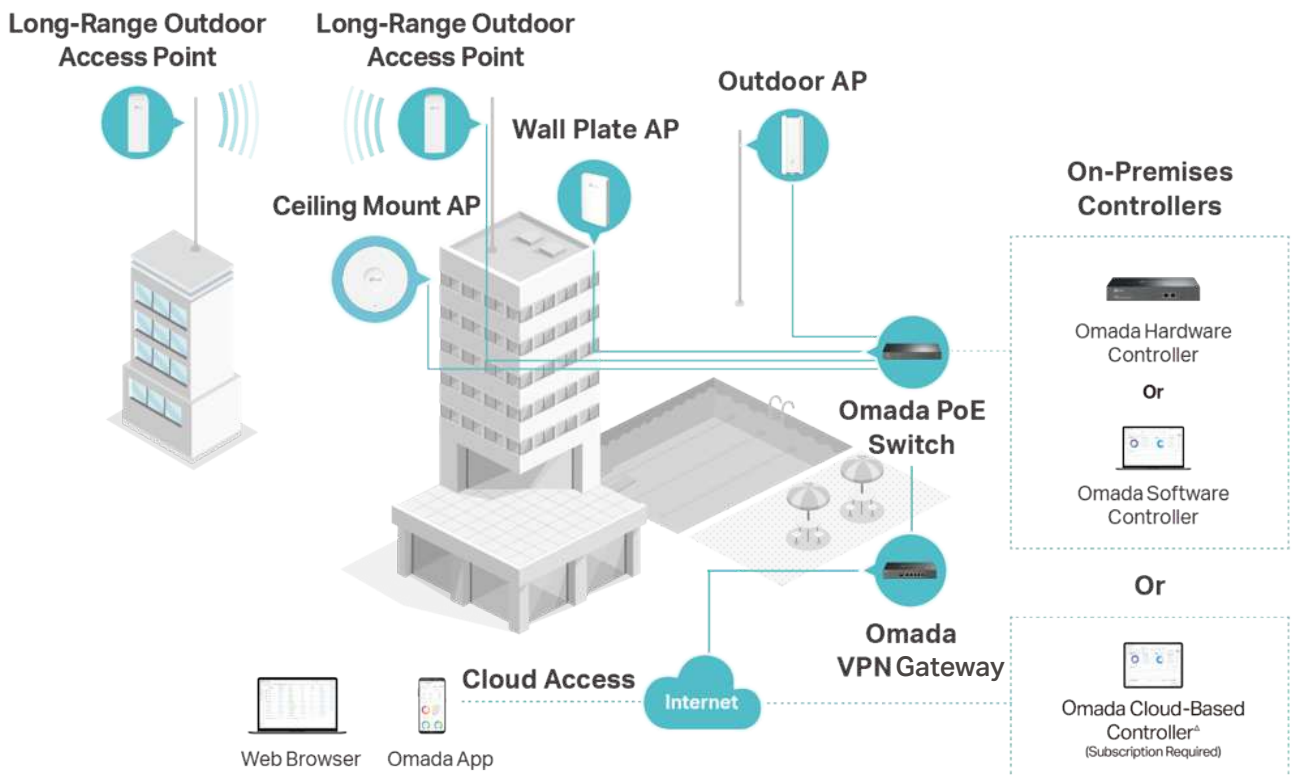 Long-Range Outdoor
Access Point
Long-Range Outdoor
Access Point
Outdoor AP
Wall Plate AP
Ceiling Mount AP
On-Premises
Controllers
Omada Hardware
Controller
Or
Omada Software
Controller
Omada PoE
Switch
Or
Omada
VPN Gateway
Cloud Access
Internet
Omada Cloud-Based
Controller△
(Subscription Required)
Web Browser
Omada App